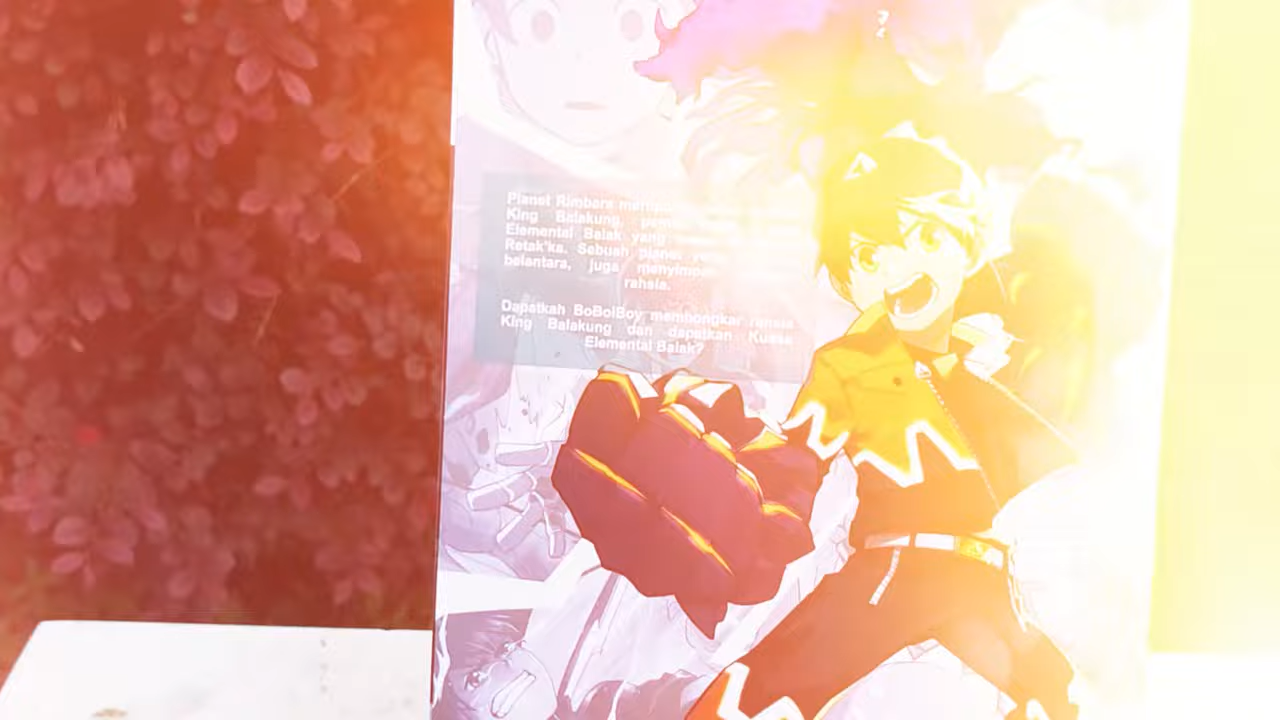 Planet Rimbara
King Balakung,
Elemental Balak yang
Retak'ka. Sebuah planet
belantara, juga menyimpan
rahsia.
Dapatkah BoBoiBoy membongkar rahsia
King Balakung dan dapatkan Kuasa
Elemental Balak?